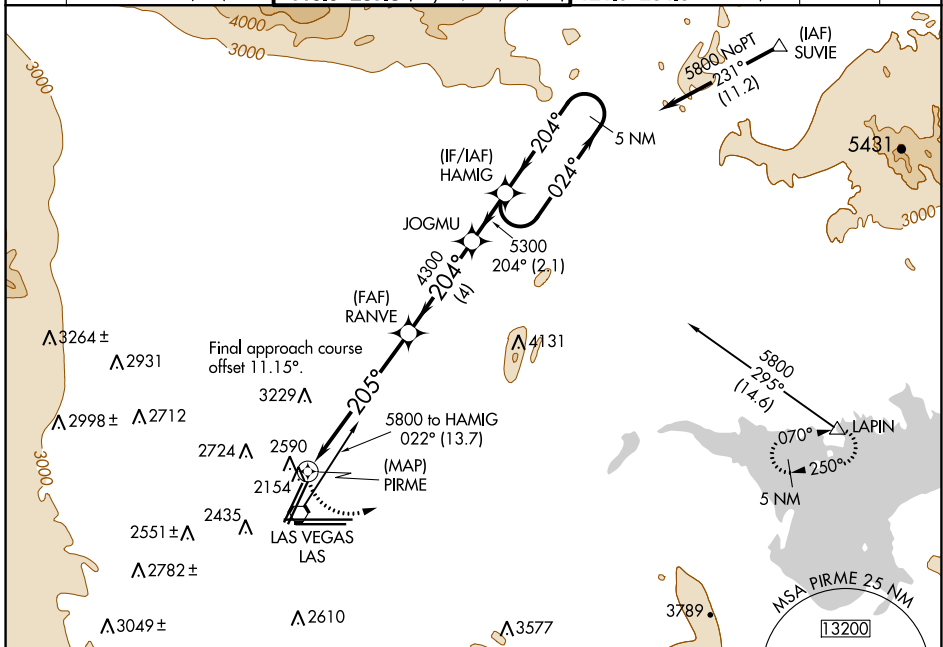 4000
3000
3000
(IAF)
SUVIE
5800 NoPT
231°
(11.2)
5431
3000
204°
5 NM
024°
(IF/IAF)
HAMIG
JOGMU
5300
204° (2.1)
4300
204°
(4)
(FAF)
RANVE
3264 ±
2931
4131
Final approach course
offset 11.15°.
3229
205°
5800
295°
(14.6)
2998 ±
2712
5800 to HAMIG
022° (13.7)
LAPIN
070°
250°
5 NM
3000
2724
2590
2154
(MAP)
PIRME
2435
2551 ±
LAS VEGAS
LAS
2782 ±
3049 ±
2610
3577
3789
MSA PIRME 25 NM
13200